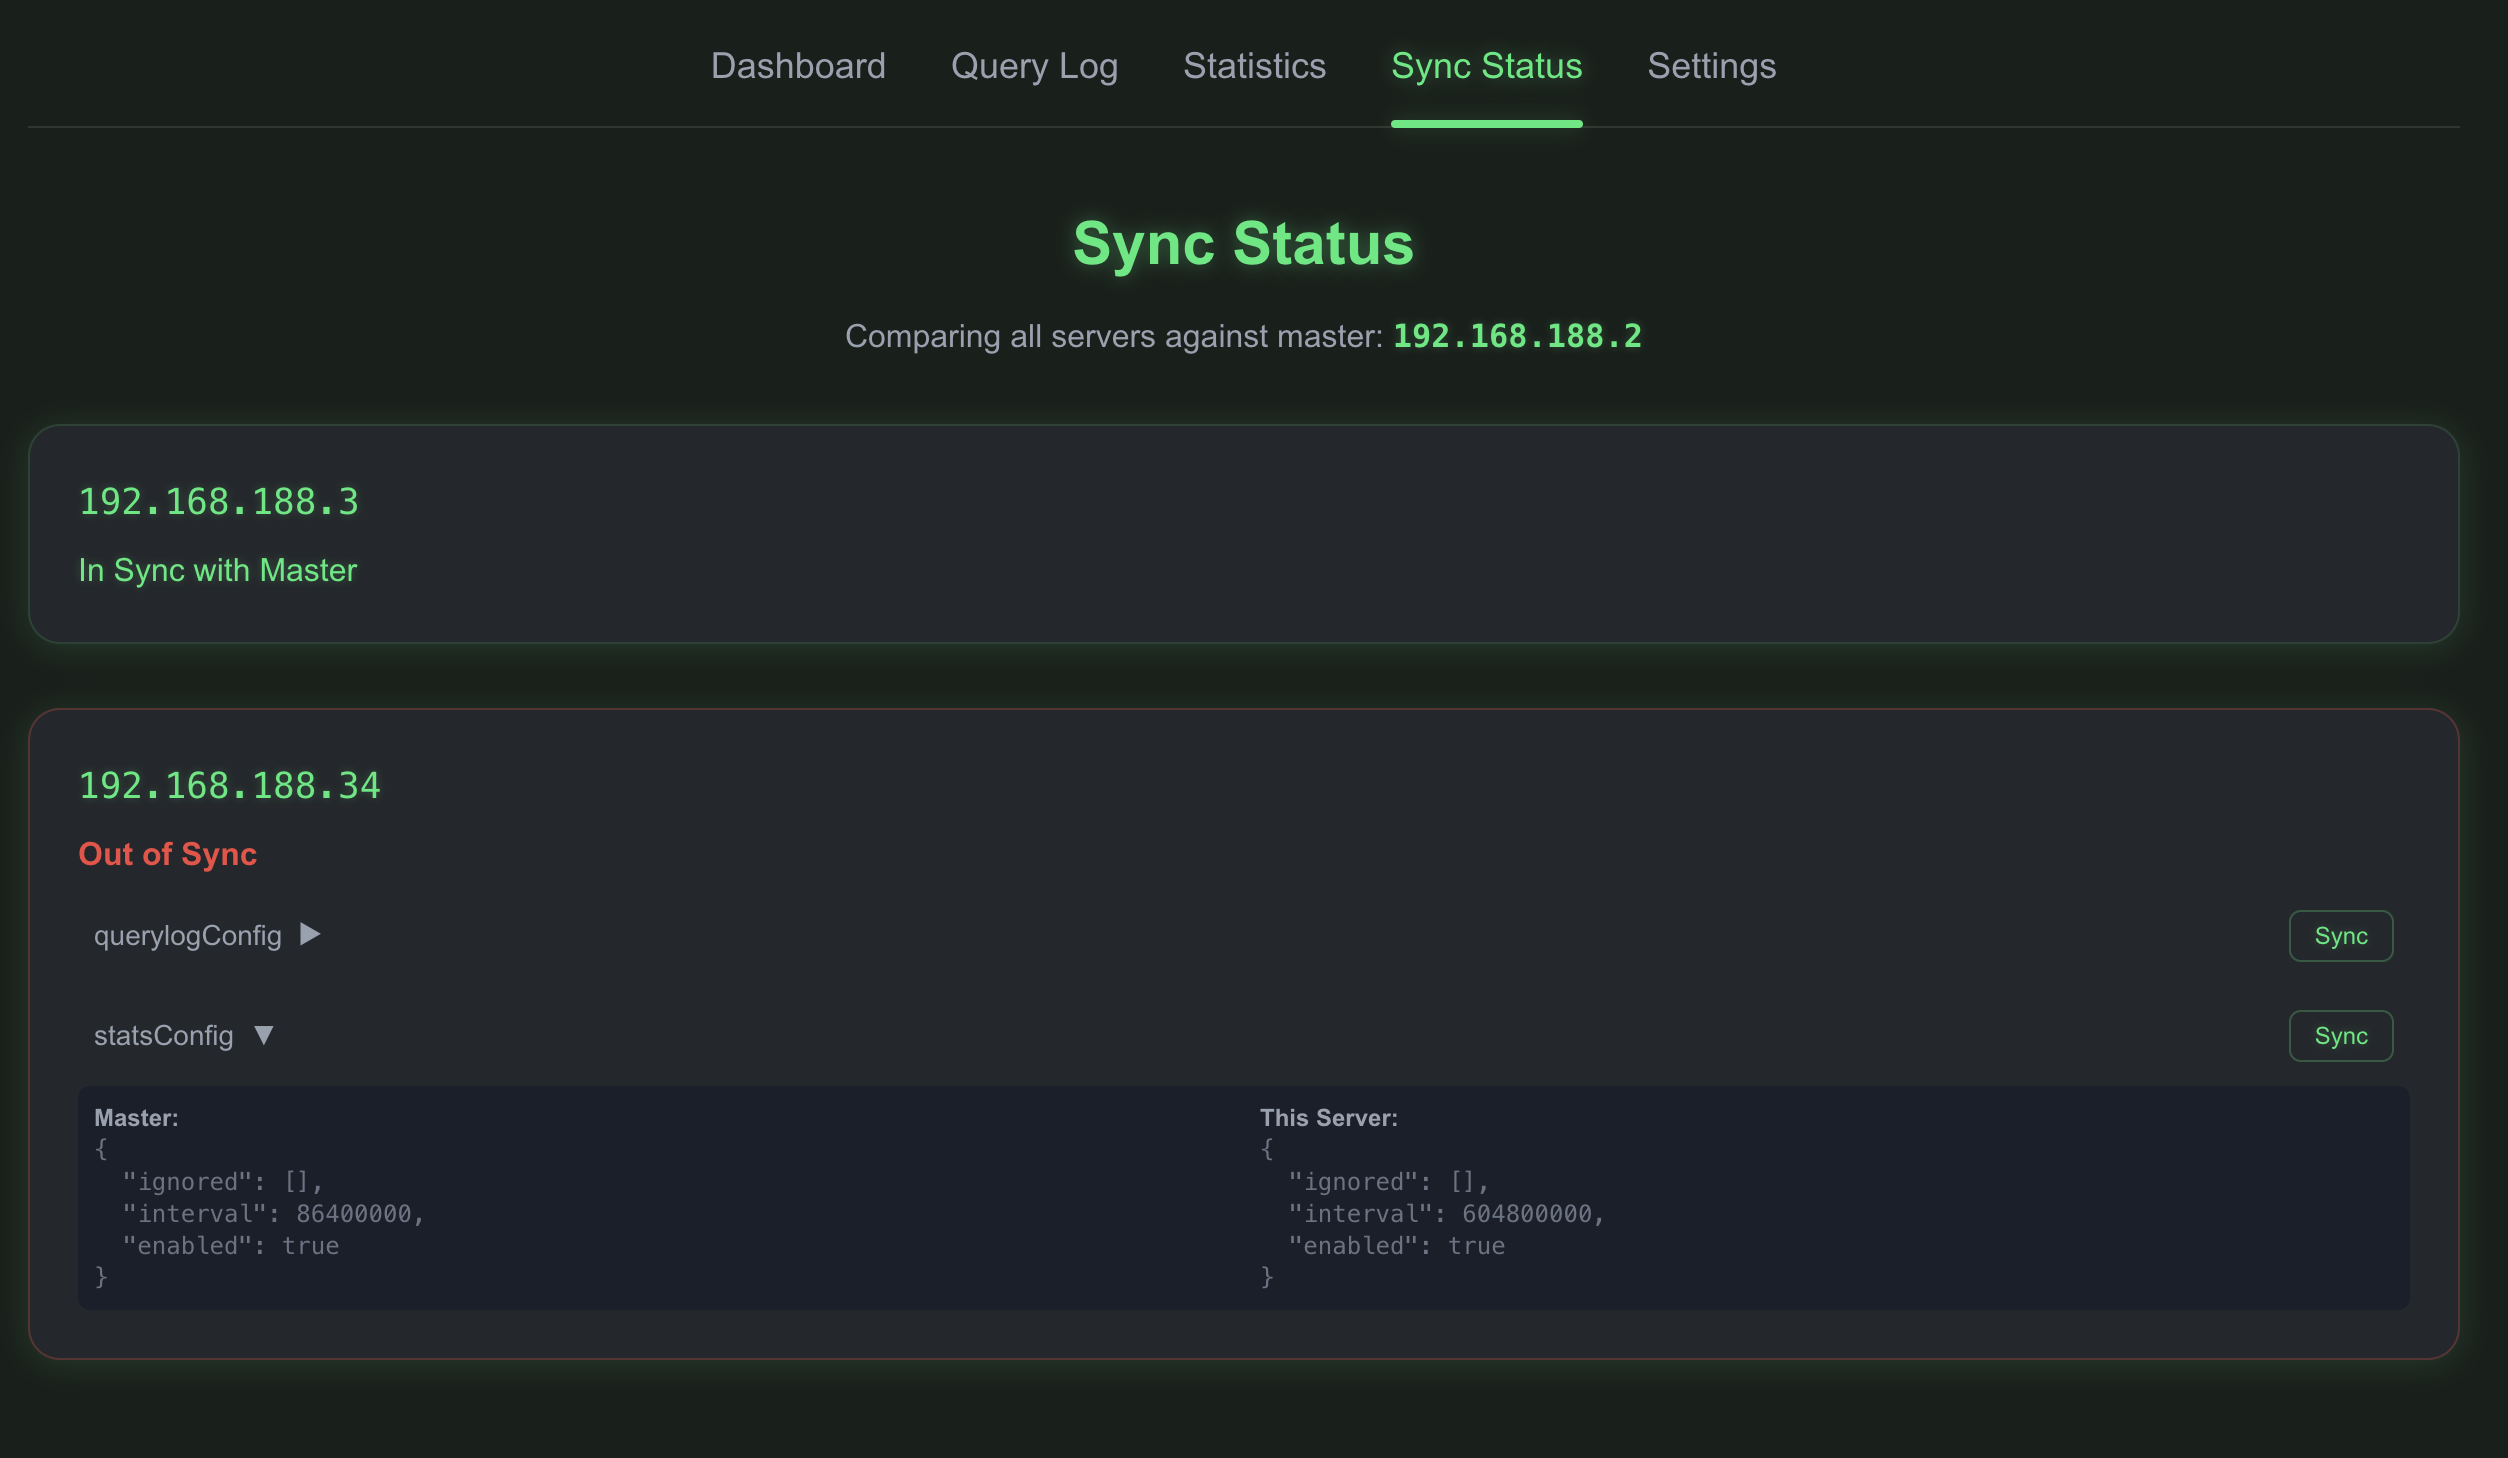 Dashboard Query Log Statistics Sync Status Settings
Sync Status
Comparing all servers against master: 192.168.188.2
192.168.188.3
In Sync with Master
192.168.188.34
Out of Sync
querylogConfig ▶ Sync
statsConfig ▼ Sync
Master:
{
  "ignored": [],
  "interval": 86400000,
  "enabled": true
}
This Server:
{
  "ignored": [],
  "interval": 604800000,
  "enabled": true
}